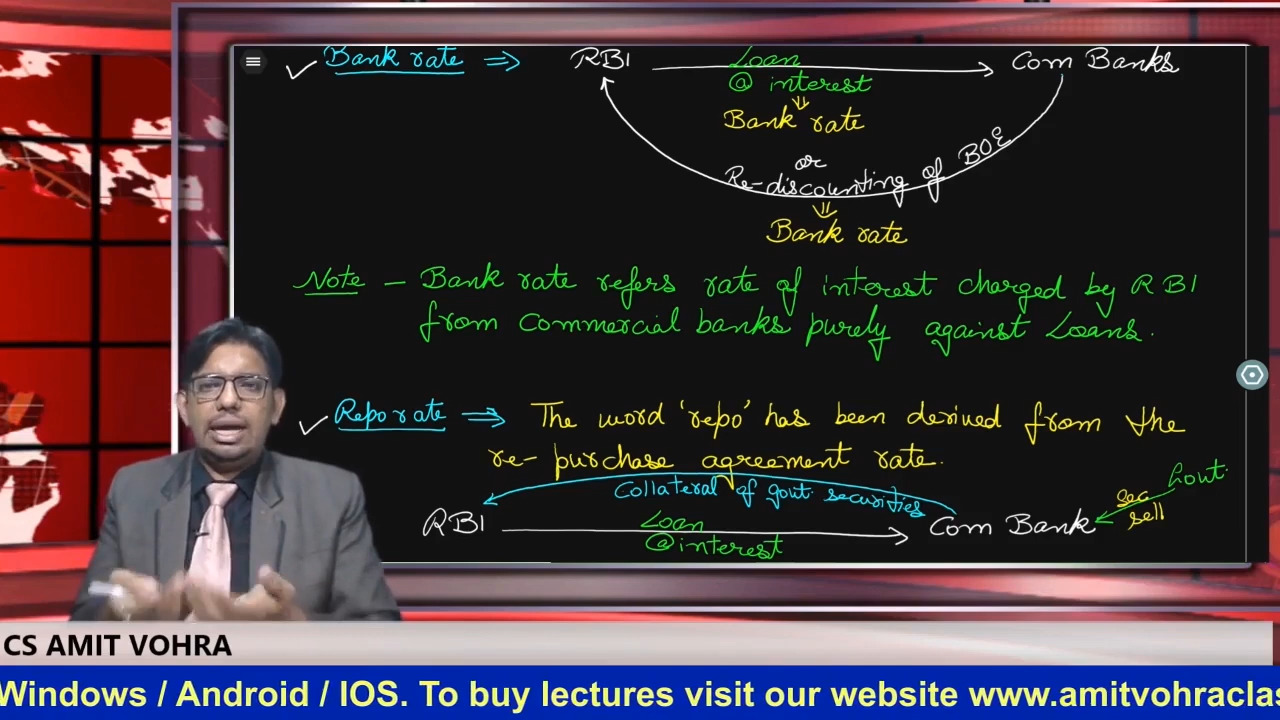 Bank rate ⇒ RBI Loan Com Banks
@ interest
Bank rate
or
Re-discounting of BOE
Bank rate
Note - Bank rate refers rate of interest charged by RBI
from Commercial banks purely against Loans.
Repo rate ⇒ The word 'repo' has been derived from the
re-purchase agreement rate.
Collateral of govt. securities
Govt.
sec
sell
RBI Loan Com Bank
@ interest
CS AMIT VOHRA
Windows / Android / IOS. To buy lectures visit our website www.amitvohraclas